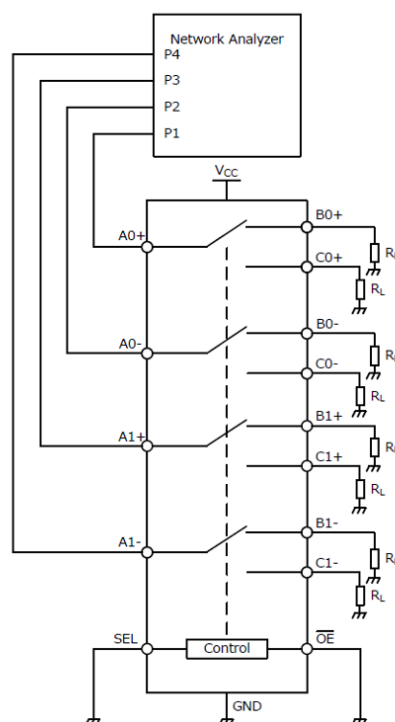 Network Analyzer
P4
P3
P2
P1
VCC
A0+
B0+
RL
C0+
RL
A0-
B0-
RL
C0-
RL
A1+
B1+
RL
C1+
RL
A1-
B1-
RL
C1-
RL
SEL
Control
OE
GND